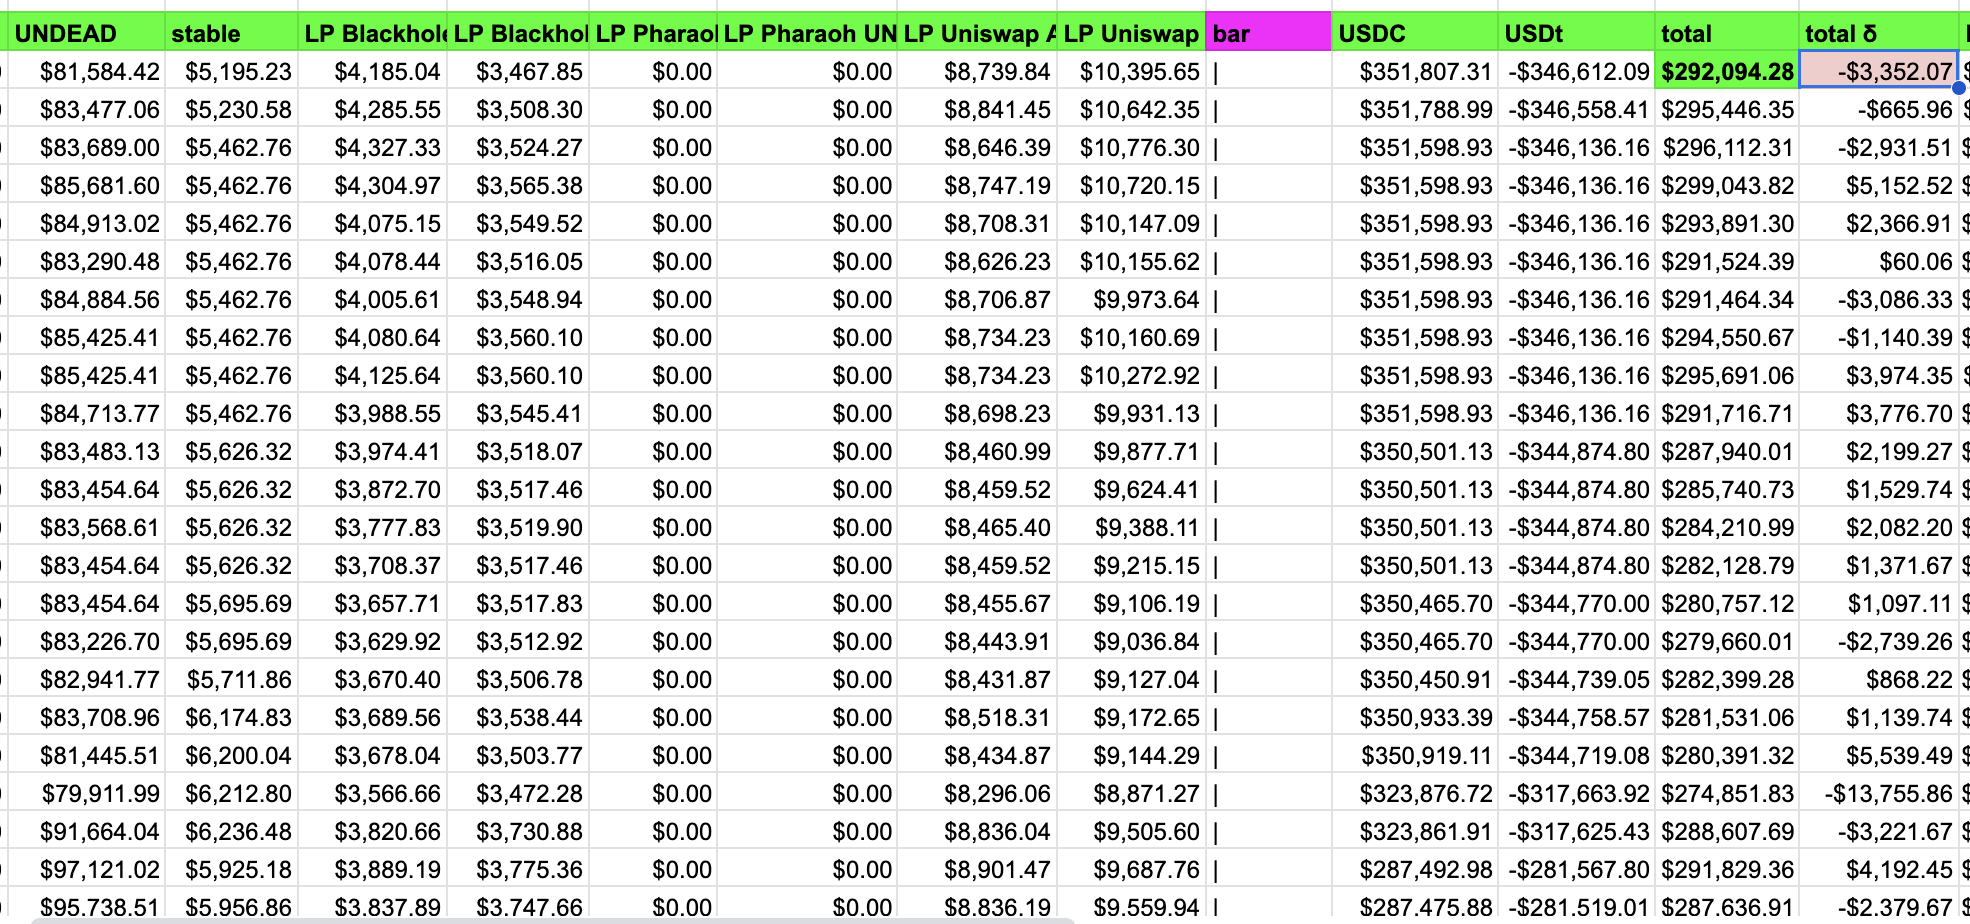 UNDEAD stable LP Blackhole LP Blackhol LP Pharaol LP Pharaoh UN LP Uniswap A LP Uniswap bar USDC USDt total total δ
$81,584.42 $5,195.23 $4,185.04 $3,467.85 $0.00 $0.00 $8,739.84 $10,395.65 | $351,807.31 -$346,612.09 $292,094.28 -$3,352.07 $
$83,477.06 $5,230.58 $4,285.55 $3,508.30 $0.00 $0.00 $8,841.45 $10,642.35 | $351,788.99 -$346,558.41 $295,446.35 -$665.96 $
$83,689.00 $5,462.76 $4,327.33 $3,524.27 $0.00 $0.00 $8,646.39 $10,776.30 | $351,598.93 -$346,136.16 $296,112.31 -$2,931.51 $
$85,681.60 $5,462.76 $4,304.97 $3,565.38 $0.00 $0.00 $8,747.19 $10,720.15 | $351,598.93 -$346,136.16 $299,043.82 $5,152.52 $
$84,913.02 $5,462.76 $4,075.15 $3,549.52 $0.00 $0.00 $8,708.31 $10,147.09 | $351,598.93 -$346,136.16 $293,891.30 $2,366.91 $
$83,290.48 $5,462.76 $4,078.44 $3,516.05 $0.00 $0.00 $8,626.23 $10,155.62 | $351,598.93 -$346,136.16 $291,524.39 $60.06 $
$84,884.56 $5,462.76 $4,005.61 $3,548.94 $0.00 $0.00 $8,706.87 $9,973.64 | $351,598.93 -$346,136.16 $291,464.34 -$3,086.33 $
$85,425.41 $5,462.76 $4,080.64 $3,560.10 $0.00 $0.00 $8,734.23 $10,160.69 | $351,598.93 -$346,136.16 $294,550.67 -$1,140.39 $
$85,425.41 $5,462.76 $4,125.64 $3,560.10 $0.00 $0.00 $8,734.23 $10,272.92 | $351,598.93 -$346,136.16 $295,691.06 $3,974.35 $
$84,713.77 $5,462.76 $3,988.55 $3,545.41 $0.00 $0.00 $8,698.23 $9,931.13 | $351,598.93 -$346,136.16 $291,716.71 $3,776.70 $
$83,483.13 $5,626.32 $3,974.41 $3,518.07 $0.00 $0.00 $8,460.99 $9,877.71 | $350,501.13 -$344,874.80 $287,940.01 $2,199.27 $
$83,454.64 $5,626.32 $3,872.70 $3,517.46 $0.00 $0.00 $8,459.52 $9,624.41 | $350,501.13 -$344,874.80 $285,740.73 $1,529.74 $
$83,568.61 $5,626.32 $3,777.83 $3,519.90 $0.00 $0.00 $8,465.40 $9,388.11 | $350,501.13 -$344,874.80 $284,210.99 $2,082.20 $
$83,454.64 $5,626.32 $3,708.37 $3,517.46 $0.00 $0.00 $8,459.52 $9,215.15 | $350,501.13 -$344,874.80 $282,128.79 $1,371.67 $
$83,454.64 $5,695.69 $3,657.71 $3,517.83 $0.00 $0.00 $8,455.67 $9,106.19 | $350,465.70 -$344,770.00 $280,757.12 $1,097.11 $
$83,226.70 $5,695.69 $3,629.92 $3,512.92 $0.00 $0.00 $8,443.91 $9,036.84 | $350,465.70 -$344,770.00 $279,660.01 -$2,739.26 $
$82,941.77 $5,711.86 $3,670.40 $3,506.78 $0.00 $0.00 $8,431.87 $9,127.04 | $350,450.91 -$344,739.05 $282,399.28 $868.22 $
$83,708.96 $6,174.83 $3,689.56 $3,538.44 $0.00 $0.00 $8,518.31 $9,172.65 | $350,933.39 -$344,758.57 $281,531.06 $1,139.74 $
$81,445.51 $6,200.04 $3,678.04 $3,503.77 $0.00 $0.00 $8,434.87 $9,144.29 | $350,919.11 -$344,719.08 $280,391.32 $5,539.49 $
$79,911.99 $6,212.80 $3,566.66 $3,472.28 $0.00 $0.00 $8,296.06 $8,871.27 | $323,876.72 -$317,663.92 $274,851.83 -$13,755.86 $
$91,664.04 $6,236.48 $3,820.66 $3,730.88 $0.00 $0.00 $8,836.04 $9,505.60 | $323,861.91 -$317,625.43 $288,607.69 -$3,221.67 $
$97,121.02 $5,925.18 $3,889.19 $3,775.36 $0.00 $0.00 $8,901.47 $9,687.76 | $287,492.98 -$281,567.80 $291,829.36 $4,192.45 $
$95,738.51 $5,956.86 $3,837.89 $3,747.66 $0.00 $0.00 $8,836.19 $9,559.94 | $287,475.88 -$281,519.01 $287,636.91 -$2,379.67 $